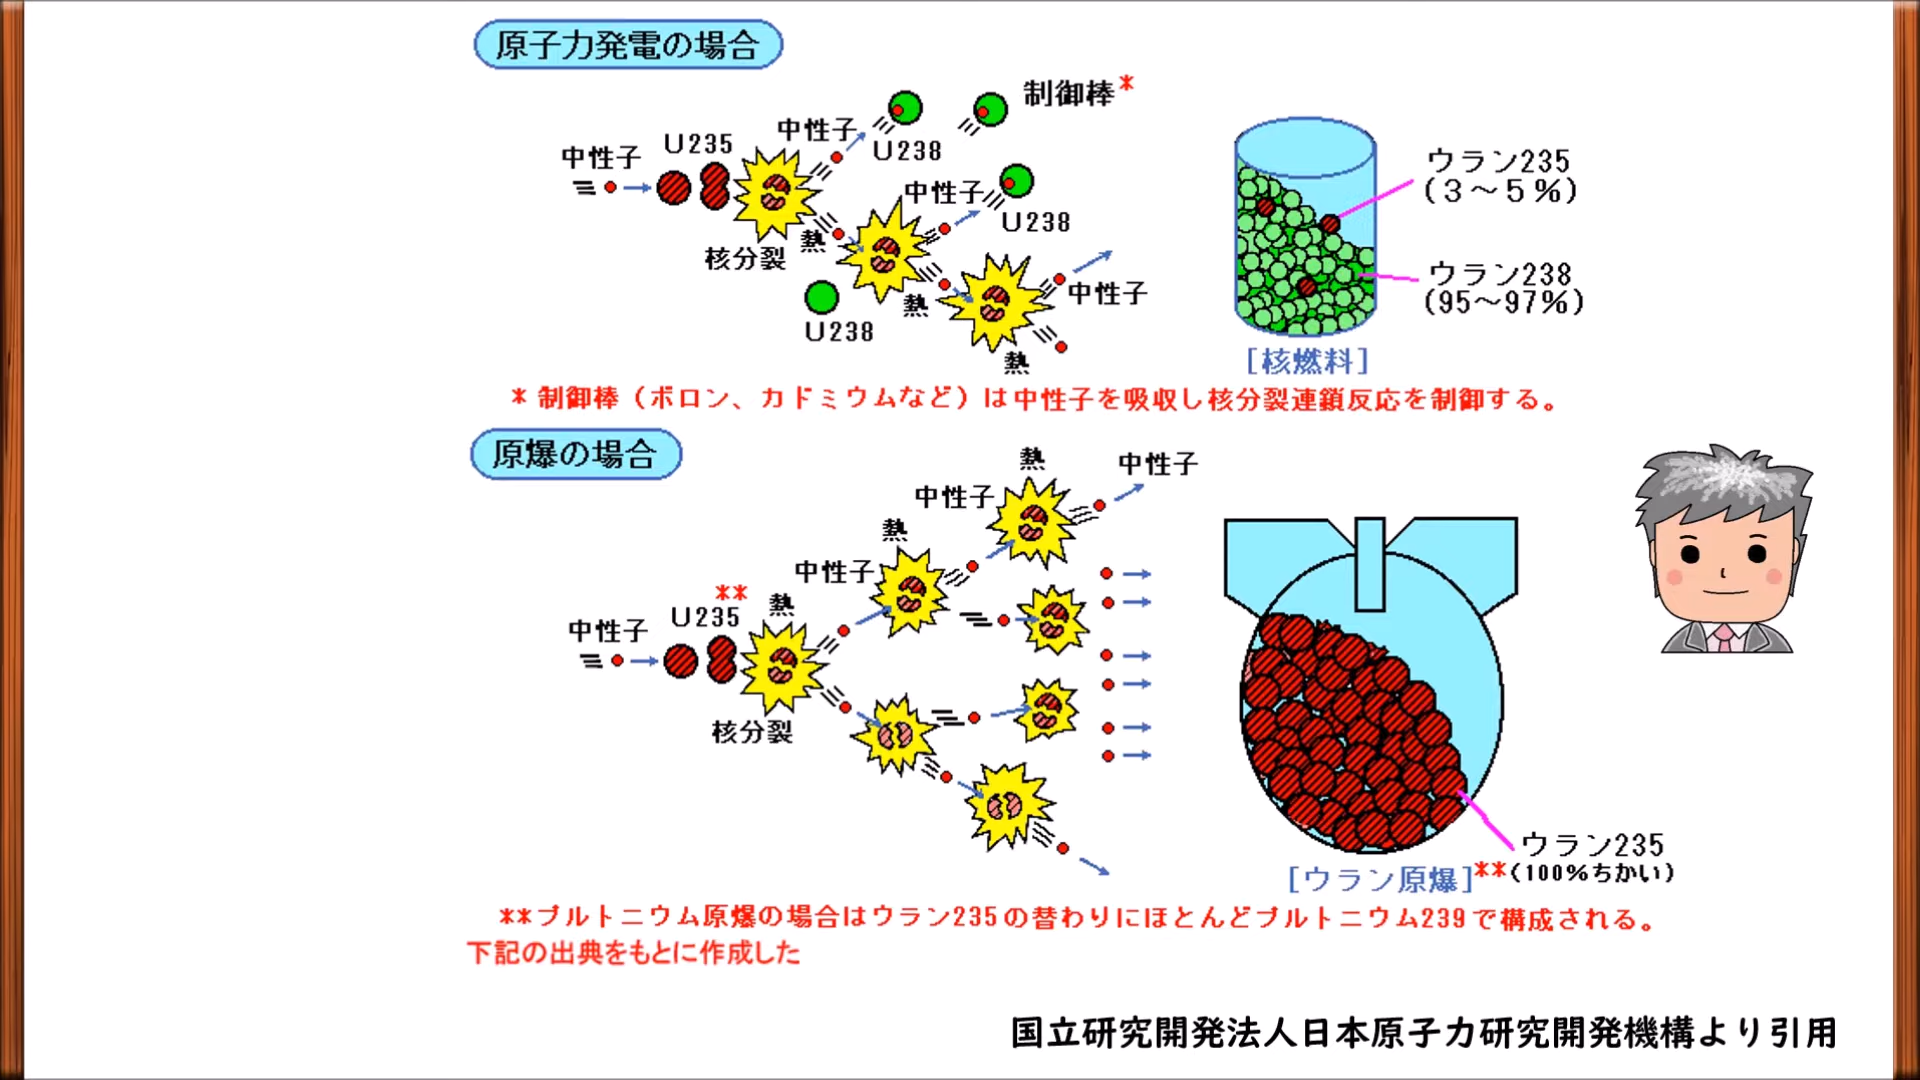 原子力発電の場合
制御棒*
中性子
U235
中性子
U238
中性子
U238
核分裂
熱
U238
熱
中性子
熱
ウラン235
(3～5%)
ウラン238
(95～97%)
[核燃料]
*制御棒（ボロン、カドミウムなど）は中性子を吸収し核分裂連鎖反応を制御する。
原爆の場合
熱
中性子
中性子
熱
中性子
**
U235
熱
中性子
核分裂
ウラン235
(100%ちかい)
[ウラン原爆]**
**プルトニウム原爆の場合はウラン235の替わりにほとんどプルトニウム239で構成される。
下記の出典をもとに作成した
国立研究開発法人日本原子力研究開発機構より引用